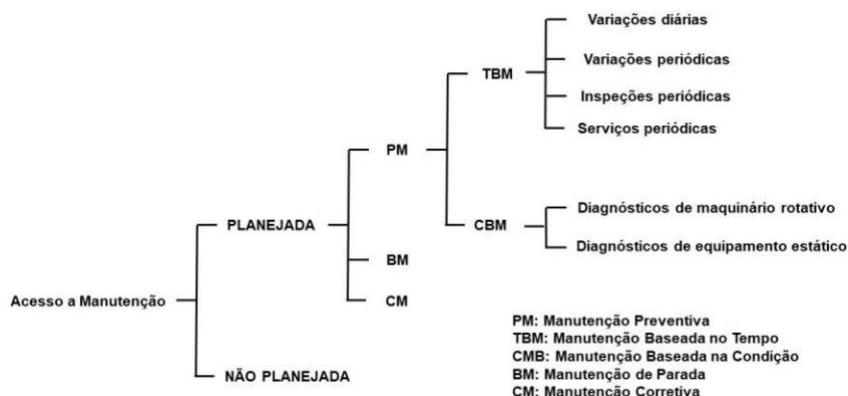 Variações diárias
Variações periódicas
TBM
Inspeções periódicas
Serviços periódicas
PM
Diagnósticos de maquinário rotativo
PLANEJADA
CBM
Diagnósticos de equipamento estático
BM
Acesso a Manutenção
CM
PM: Manutenção Preventiva
TBM: Manutenção Baseada no Tempo
CMB: Manutenção Baseada na Condição
BM: Manutenção de Parada
NÃO PLANEJADA
CM: Manutenção Corretiva